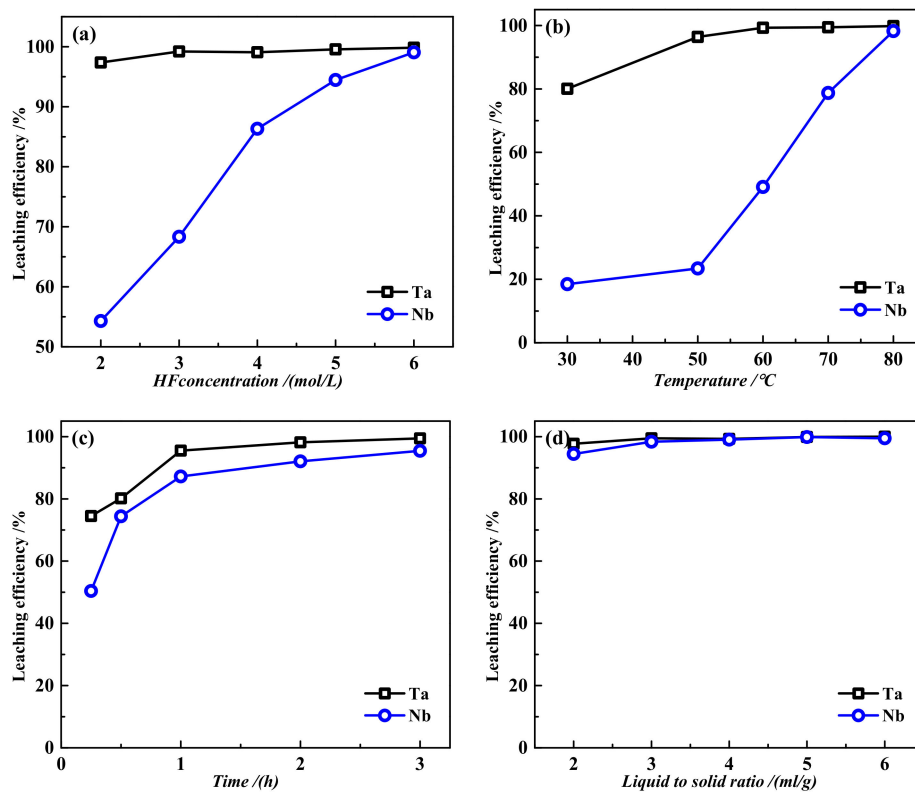 (a)
Leaching efficiency /%
100
90
80
70
60
50
2 3 4 5 6
HFconcentration /(mol/L)
Ta
Nb
(b)
Leaching efficiency /%
100
80
60
40
20
0
30 40 50 60 70 80
Temperature /°C
Ta
Nb
(c)
Leaching efficiency /%
100
80
60
40
20
0
0 1 2 3
Time /(h)
Ta
Nb
(d)
Leaching efficiency /%
100
80
60
40
20
0
2 3 4 5 6
Liquid to solid ratio /(ml/g)
Ta
Nb